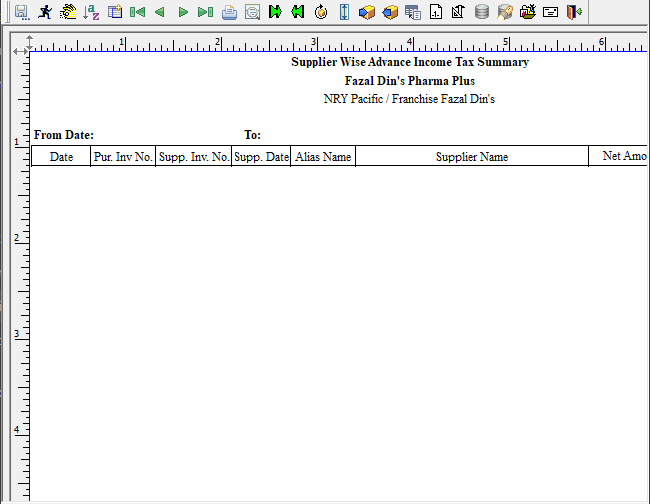 1 2 3 4 5 6
Supplier Wise Advance Income Tax Summary
Fazal Din's Pharma Plus
NRY Pacific / Franchise Fazal Din's
From Date: To:
1
Date Pur. Inv No. Supp. Inv. No. Supp. Date Alias Name Supplier Name Net Amo
2
3
4